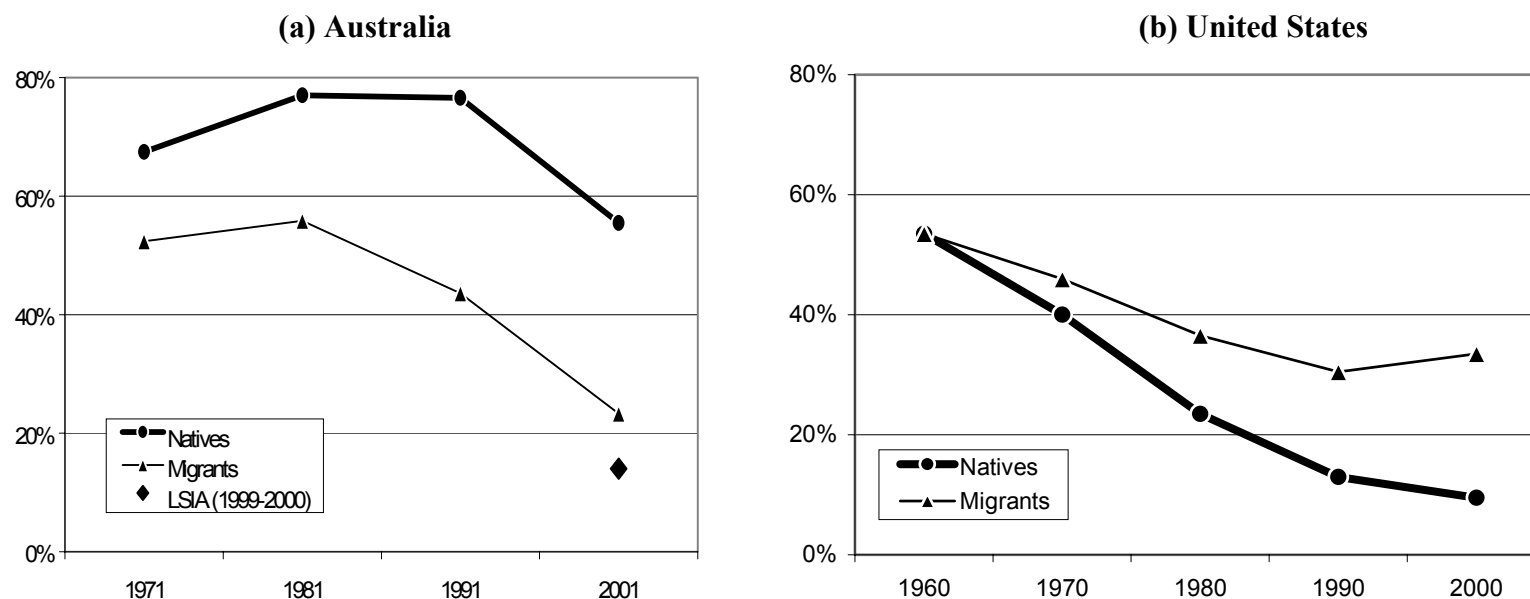 (a) Australia
80%
60%
40%
20%
0%
Natives
Migrants
LSIA (1999-2000)
1971 1981 1991 2001
(b) United States
80%
60%
40%
20%
0%
Natives
Migrants
1960 1970 1980 1990 2000